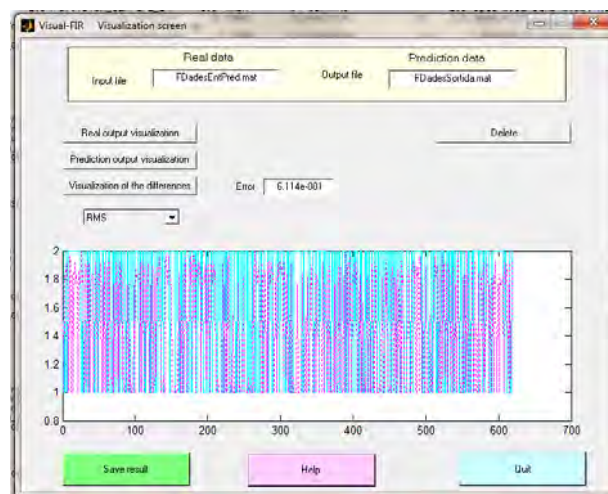 Visual-FIR Visualization screen
Real data
Prediction data
Input file
FDadesEntPred.mat
Output file
FDadesSortida.mat
Real output visualization
Delete
Prediction output visualization
Visualization of the differences
Error
6.114e-001
RMS
2
1.8
1.6
1.4
1.2
1
0.8
0 100 200 300 400 500 600 700
Save result
Help
Quit